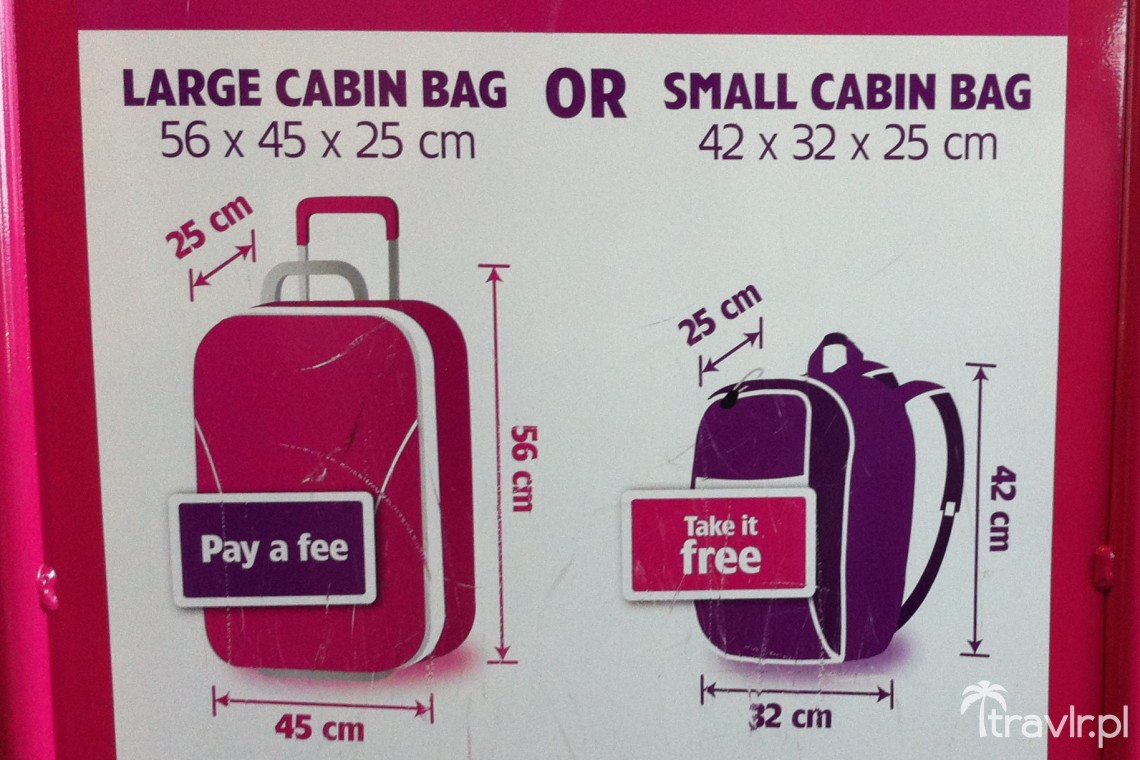 LARGE CABIN BAG OR SMALL CABIN BAG
56 x 45 x 25 cm
42 x 32 x 25 cm
25 cm
56 cm
Pay a fee
45 cm
25 cm
42 cm
Take it
free
32 cm
travlr.pl